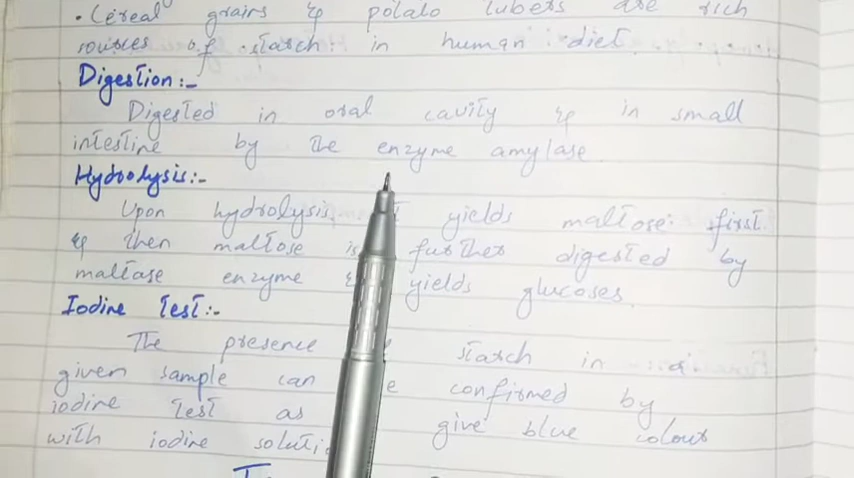 • Cereal grains & potato tubers are rich
sources of starch in human diet.
Digestion:-
Digested in oral cavity & in small
intestine by the enzyme amylase.
Hydrolysis:-
Upon hydrolysis yields maltose first
& then maltose is further digested by
maltase enzyme & yields glucoses.
Iodine Test:-
The presence starch in a
given sample can confirmed by
iodine test as give blue colour
with iodine